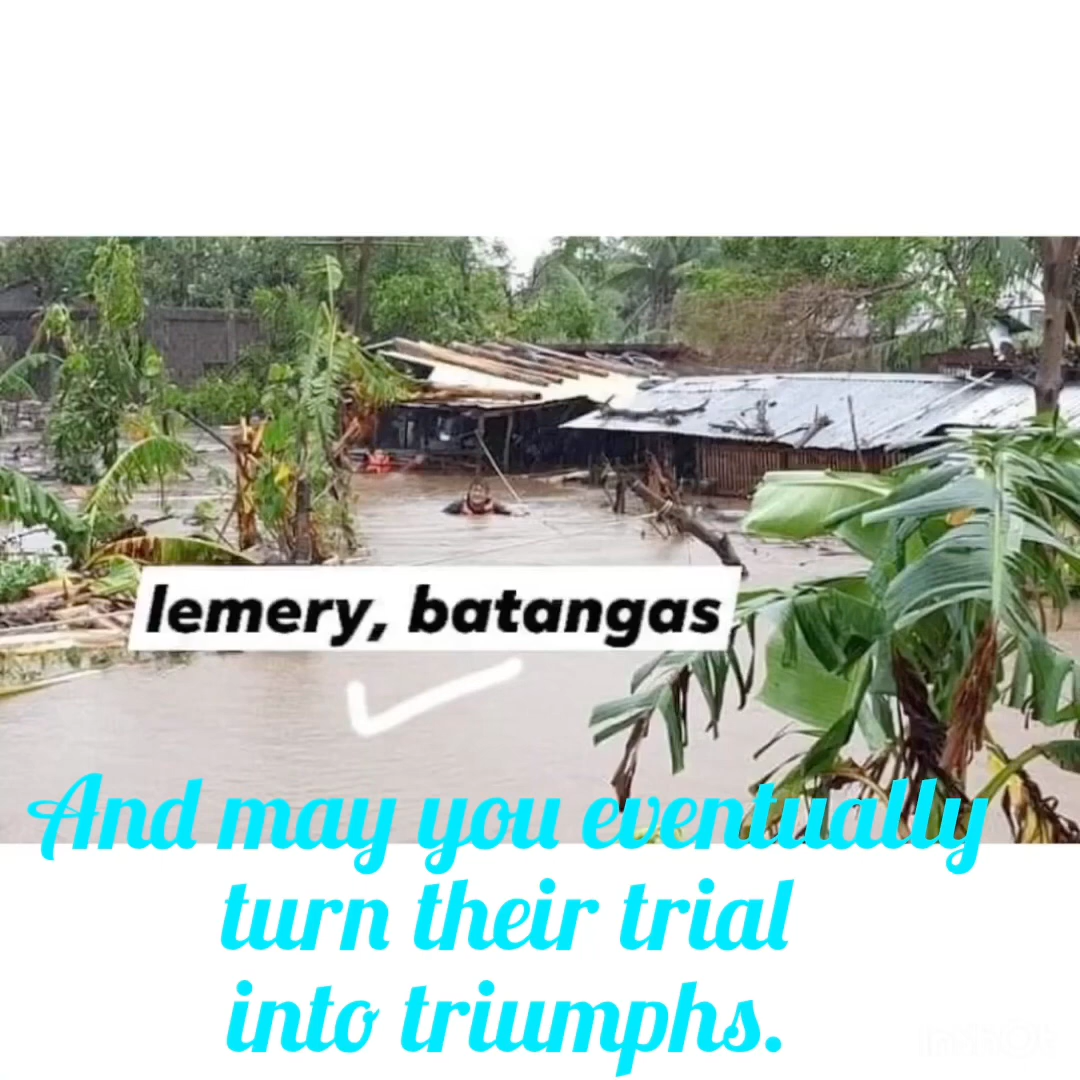 lemery, batangas
And may you eventually
turn their trial
into triumphs.